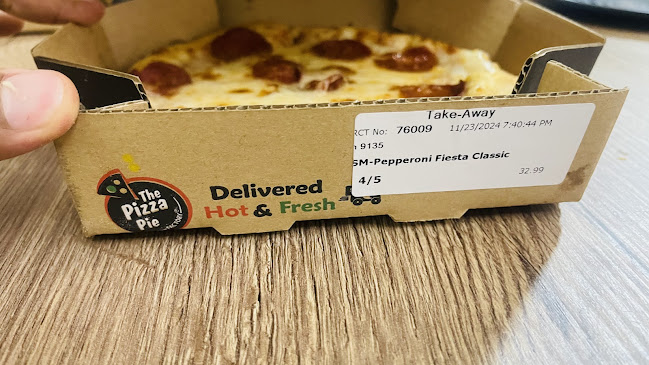 Take-Away
RCT No: 76009 11/23/2024 7:40:44 PM
9135
SM-Pepperoni Fiesta Classic
4/5 32.99
The
Pizza
Pie
Delivered
Hot & Fresh